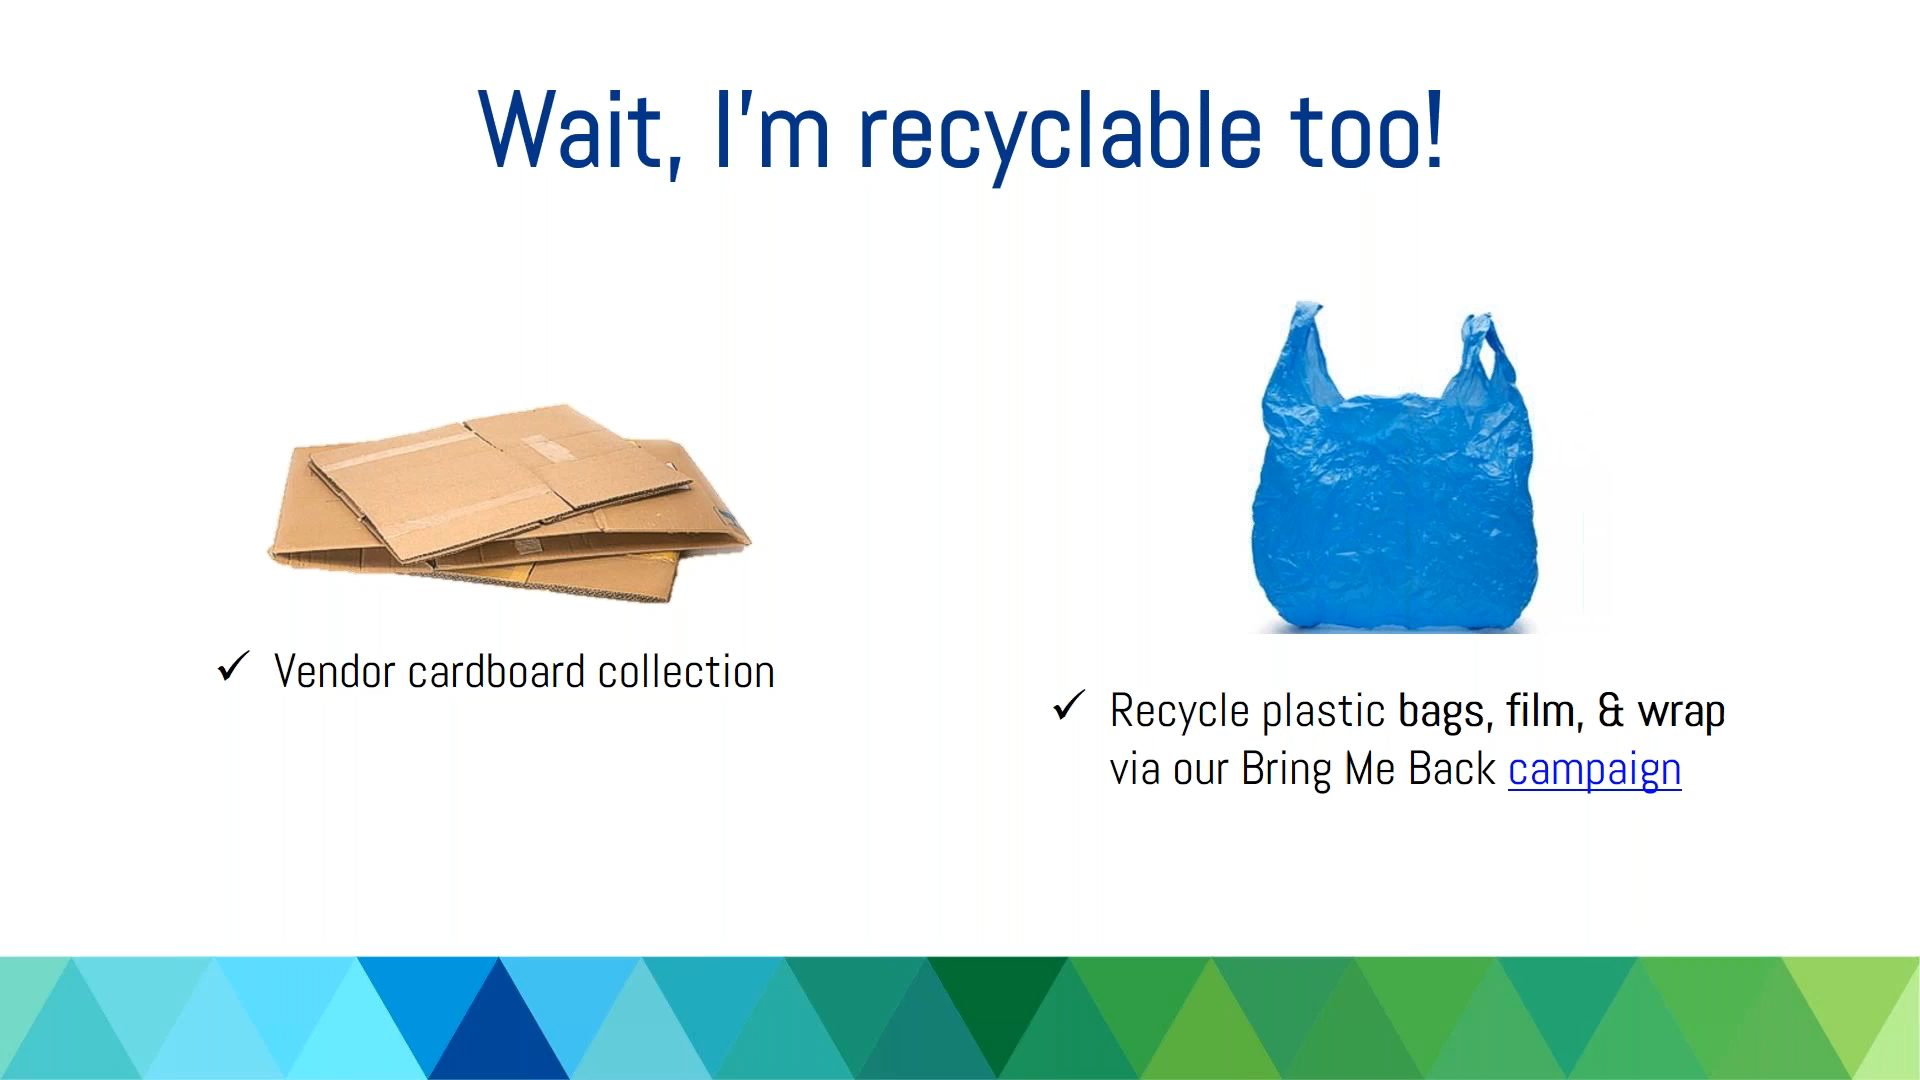 Wait, I'm recyclable too!
✓ Vendor cardboard collection
✓ Recycle plastic bags, film, & wrap
via our Bring Me Back campaign